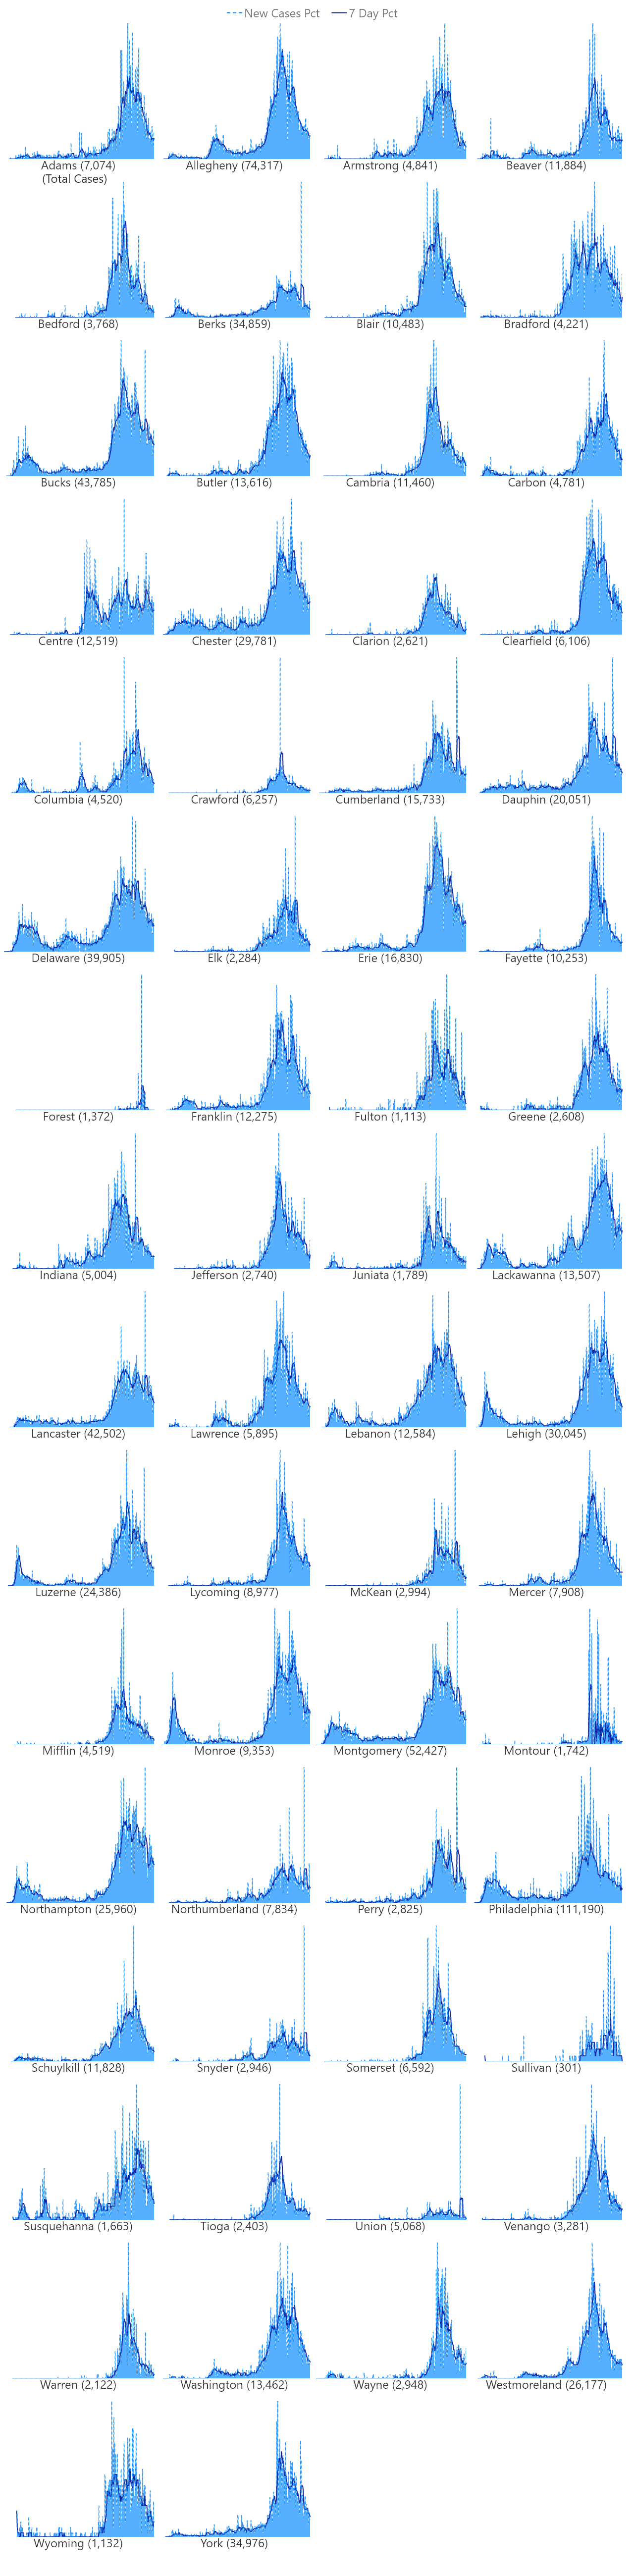 New Cases Pct 7 Day Pct
Adams (7,074) Allegheny (74,317) Armstrong (4,841) Beaver (11,884)
(Total Cases)
Bedford (3,768) Berks (34,859) Blair (10,483) Bradford (4,221)
Bucks (43,785) Butler (13,616) Cambria (11,460) Carbon (4,781)
Centre (12,519) Chester (29,781) Clarion (2,621) Clearfield (6,106)
Columbia (4,520) Crawford (6,257) Cumberland (15,733) Dauphin (20,051)
Delaware (39,905) Elk (2,284) Erie (16,830) Fayette (10,253)
Forest (1,372) Franklin (12,275) Fulton (1,113) Greene (2,608)
Indiana (5,004) Jefferson (2,740) Juniata (1,789) Lackawanna (13,507)
Lancaster (42,502) Lawrence (5,895) Lebanon (12,584) Lehigh (30,045)
Luzerne (24,386) Lycoming (8,977) McKean (2,994) Mercer (7,908)
Mifflin (4,519) Monroe (9,353) Montgomery (52,427) Montour (1,742)
Northampton (25,960) Northumberland (7,834) Perry (2,825) Philadelphia (111,190)
Schuylkill (11,828) Snyder (2,946) Somerset (6,592) Sullivan (301)
Susquehanna (1,663) Tioga (2,403) Union (5,068) Venango (3,281)
Warren (2,122) Washington (13,462) Wayne (2,948) Westmoreland (26,177)
Wyoming (1,132) York (34,976)